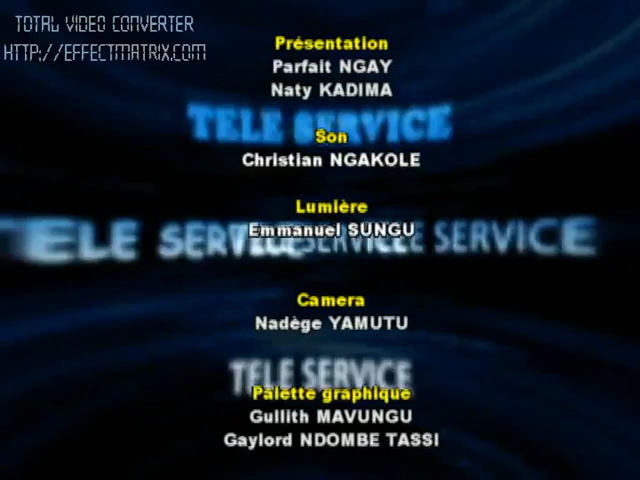 TOTAL VIDEO CONVERTER
HTTP://EFFECTMATRIX.COM
Présentation
Parfait NGAY
Naty KADIMA
TELE SERVICE
Son
Christian NGAKOLE
Lumière
Emmanuel SUNGU
TELE SERVICE SERVICE
Camera
Nadège YAMUTU
TELE SERVICE
Palette graphique
Gullith MAVUNGU
Gaylord NDOMBE TASSI